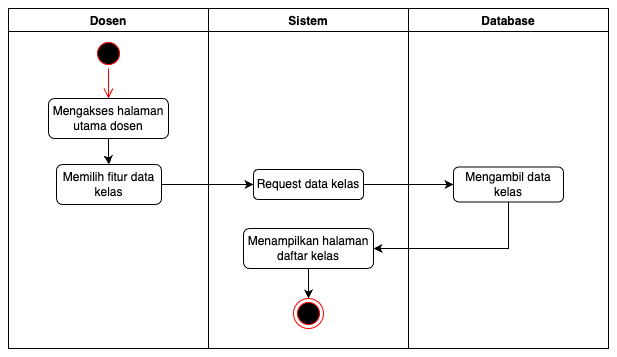 Dosen
Sistem
Database
Mengakses halaman
utama dosen
Memilih fitur data
kelas
Request data kelas
Mengambil data
kelas
Menampilkan halaman
daftar kelas